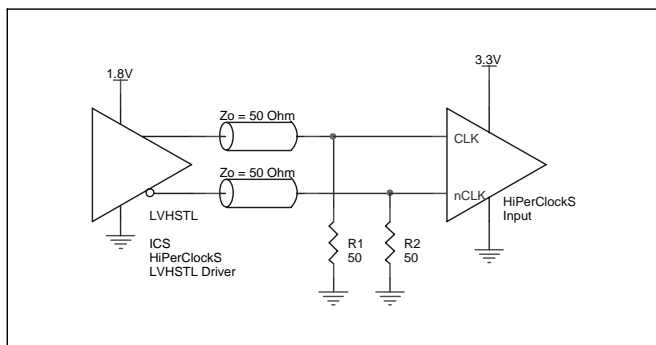 1.8V
3.3V
Zo = 50 Ohm
CLK
Zo = 50 Ohm
nCLK
HiPerClockS
Input
LVHSTL
ICS
HiPerClockS
LVHSTL Driver
R1
50
R2
50